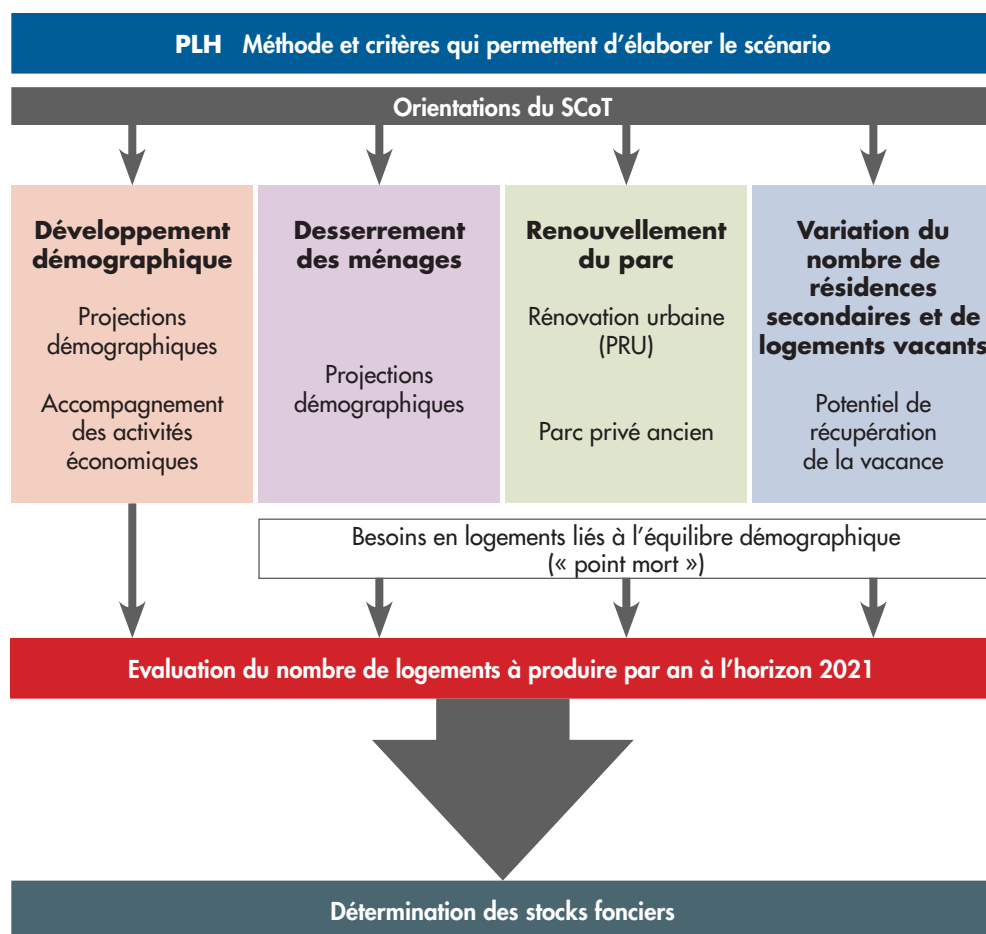 PLH Méthode et critères qui permettent d'élaborer le scénario
Orientations du SCoT
Développement
démographique
Projections
démographiques
Accompagnement
des activités
économiques
Desserrement
des ménages
Projections
démographiques
Renouvellement
du parc
Rénovation urbaine
(PRU)
Parc privé ancien
Variation du
nombre de
résidences
secondaires et de
logements vacants
Potentiel de
récupération
de la vacance
Besoins en logements liés à l'équilibre démographique
(« point mort »)
Evaluation du nombre de logements à produire par an à l'horizon 2021
Détermination des stocks fonciers